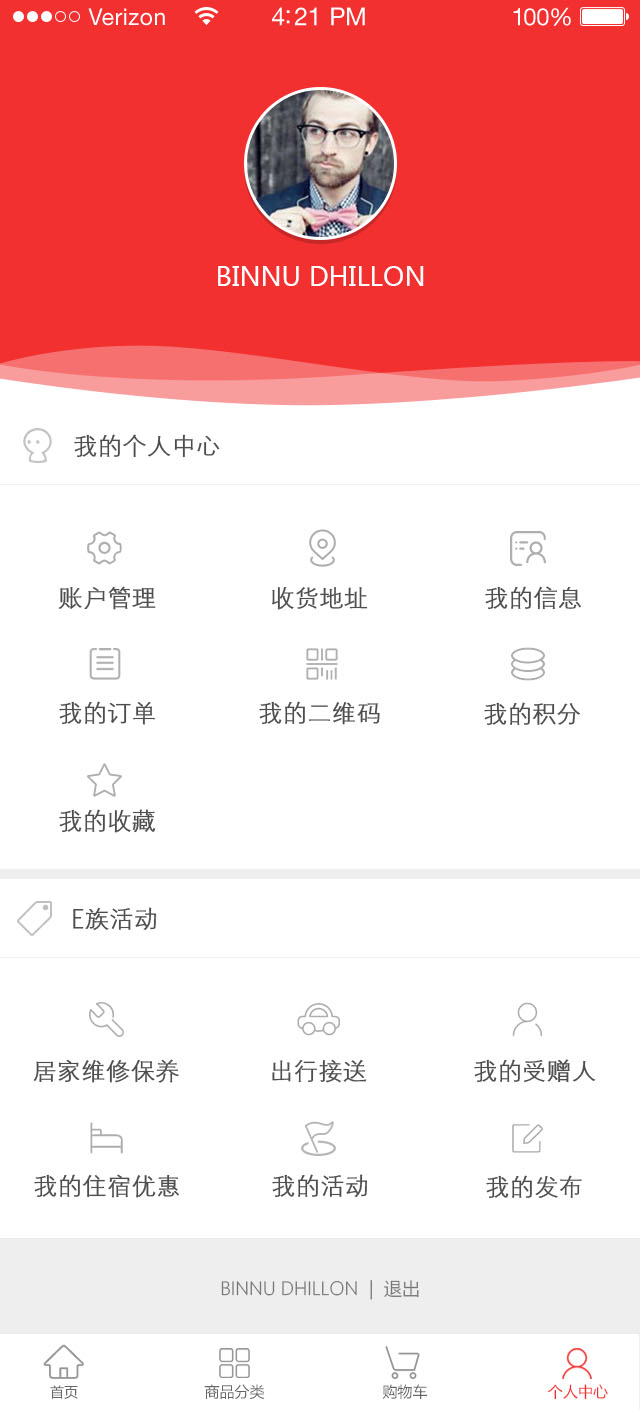 Verizon 4:21 PM 100%
BINNU DHILLON
我的个人中心
账户管理 收货地址 我的信息
我的订单 我的二维码 我的积分
我的收藏
E族活动
居家维修保养 出行接送 我的受赠人
我的住宿优惠 我的活动 我的发布
BINNU DHILLON | 退出
首页 商品分类 购物车 个人中心